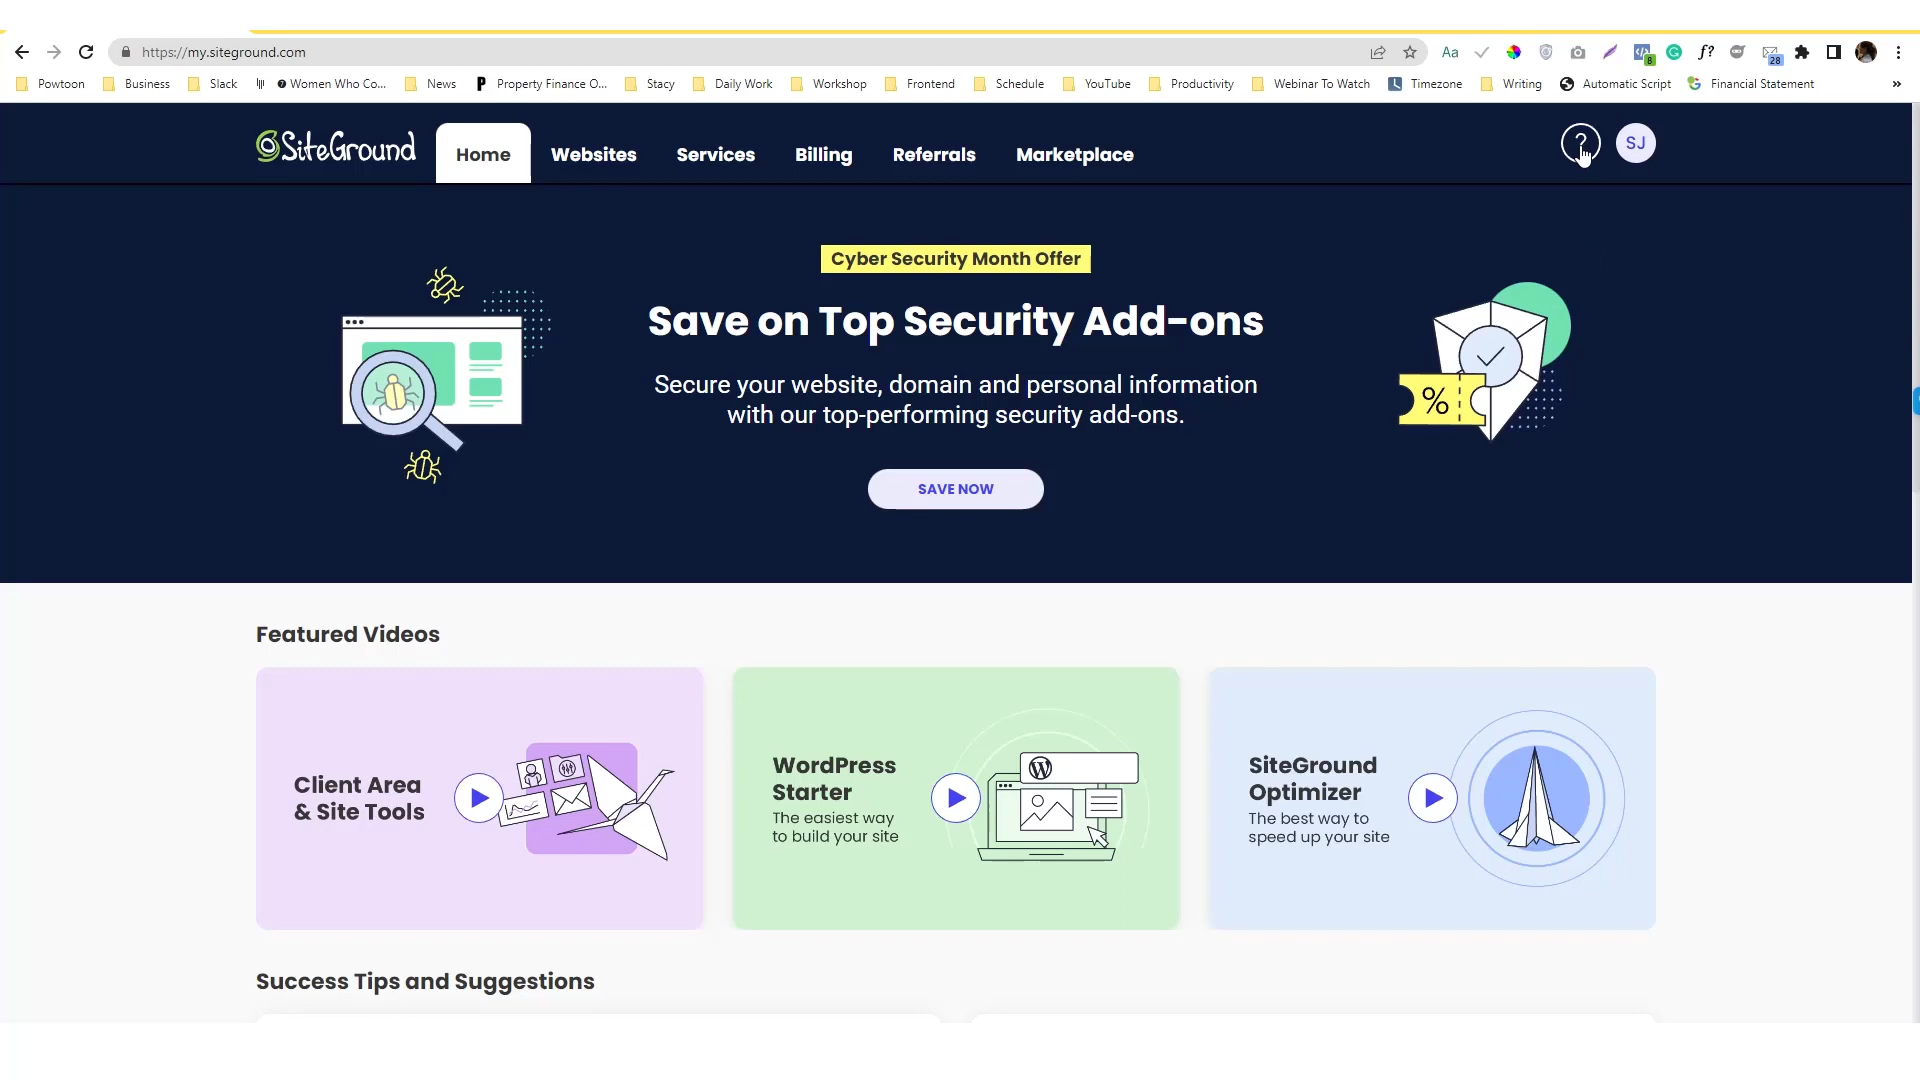 https://my.siteground.com
Aa
f?
8
28
Powtoon
Business
Slack
Women Who Co...
News
Property Finance O...
Stacy
Daily Work
Workshop
Frontend
Schedule
YouTube
Productivity
Webinar To Watch
Timezone
Writing
Automatic Script
Financial Statement
»
SiteGround
Home
Websites
Services
Billing
Referrals
Marketplace
?
SJ
Cyber Security Month Offer
Save on Top Security Add-ons
Secure your website, domain and personal information
with our top-performing security add-ons.
%
SAVE NOW
Featured Videos
Client Area
& Site Tools
WordPress
Starter
The easiest way
to build your site
SiteGround
Optimizer
The best way to
speed up your site
Success Tips and Suggestions